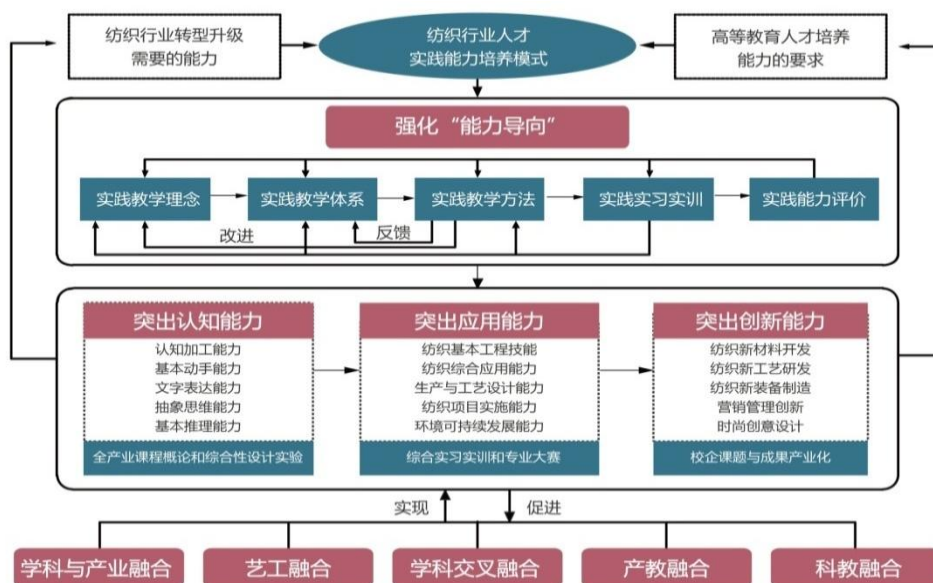 纺织行业转型升级
需要的能力
纺织行业人才
实践能力培养模式
高等教育人才培养
能力的要求
强化“能力导向”
实践教学理念
实践教学体系
实践教学方法
实践实习实训
实践能力评价
改进
反馈
突出认知能力
认知加工能力
基本动手能力
文字表达能力
抽象思维能力
基本推理能力
全产业课程概论和综合性设计实验
突出应用能力
纺织基本工程技能
纺织综合应用能力
生产与工艺设计能力
纺织项目实施能力
环境可持续发展能力
综合实习实训和专业大赛
突出创新能力
纺织新材料开发
纺织新工艺研发
纺织新装备制造
营销管理创新
时尚创意设计
校企课题与成果产业化
实现
促进
学科与产业融合
艺工融合
学科交叉融合
产教融合
科教融合